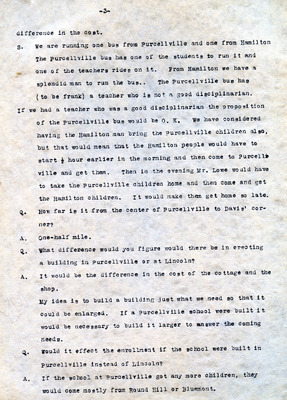 -3-
difference in the cost.
S. We are running one bus from Purcellville and one from Hamilton
The Purcellville bus has one of the students to run it and
one of the teachers rides on it. From Hamilton we have a
splendid man to run the bus.. The Purcellville bus has
(to be frank) a teacher who is not a good disciplinarian.
If we had a teacher who was a good disciplinarian the proposition
of the Purcellville bus would be O. K. We have considered
having the Hamilton man bring the Purcellville children also,
but that would mean that the Hamilton people would have to
start ½ hour earlier in the morning and then come to Purcell-
ville and get them. Then in the evening Mr. Lowe would have
to take the Purcellville children home and then come and get
the Hamilton children. It would make them get home so late.
Q. How far is it from the center of Purcellville to Davis' cor-
ner?
A. One-half mile.
Q. What difference would you figure would there be in erecting
a building in Purcellville or at Lincoln?
A. It would be the difference in the cost of the cottage and the
shop.
My idea is to build a building just what we need so that it
could be enlarged. If a Purcellville school were built it
would be necessary to build it larger to answer the coming
needs.
Q. Would it effect the enrollment if the school were built in
Purcellville instead of Lincoln?
A. If the school at Purcellville got any more children, they
would come mostly from Round Hill or Bluemont.